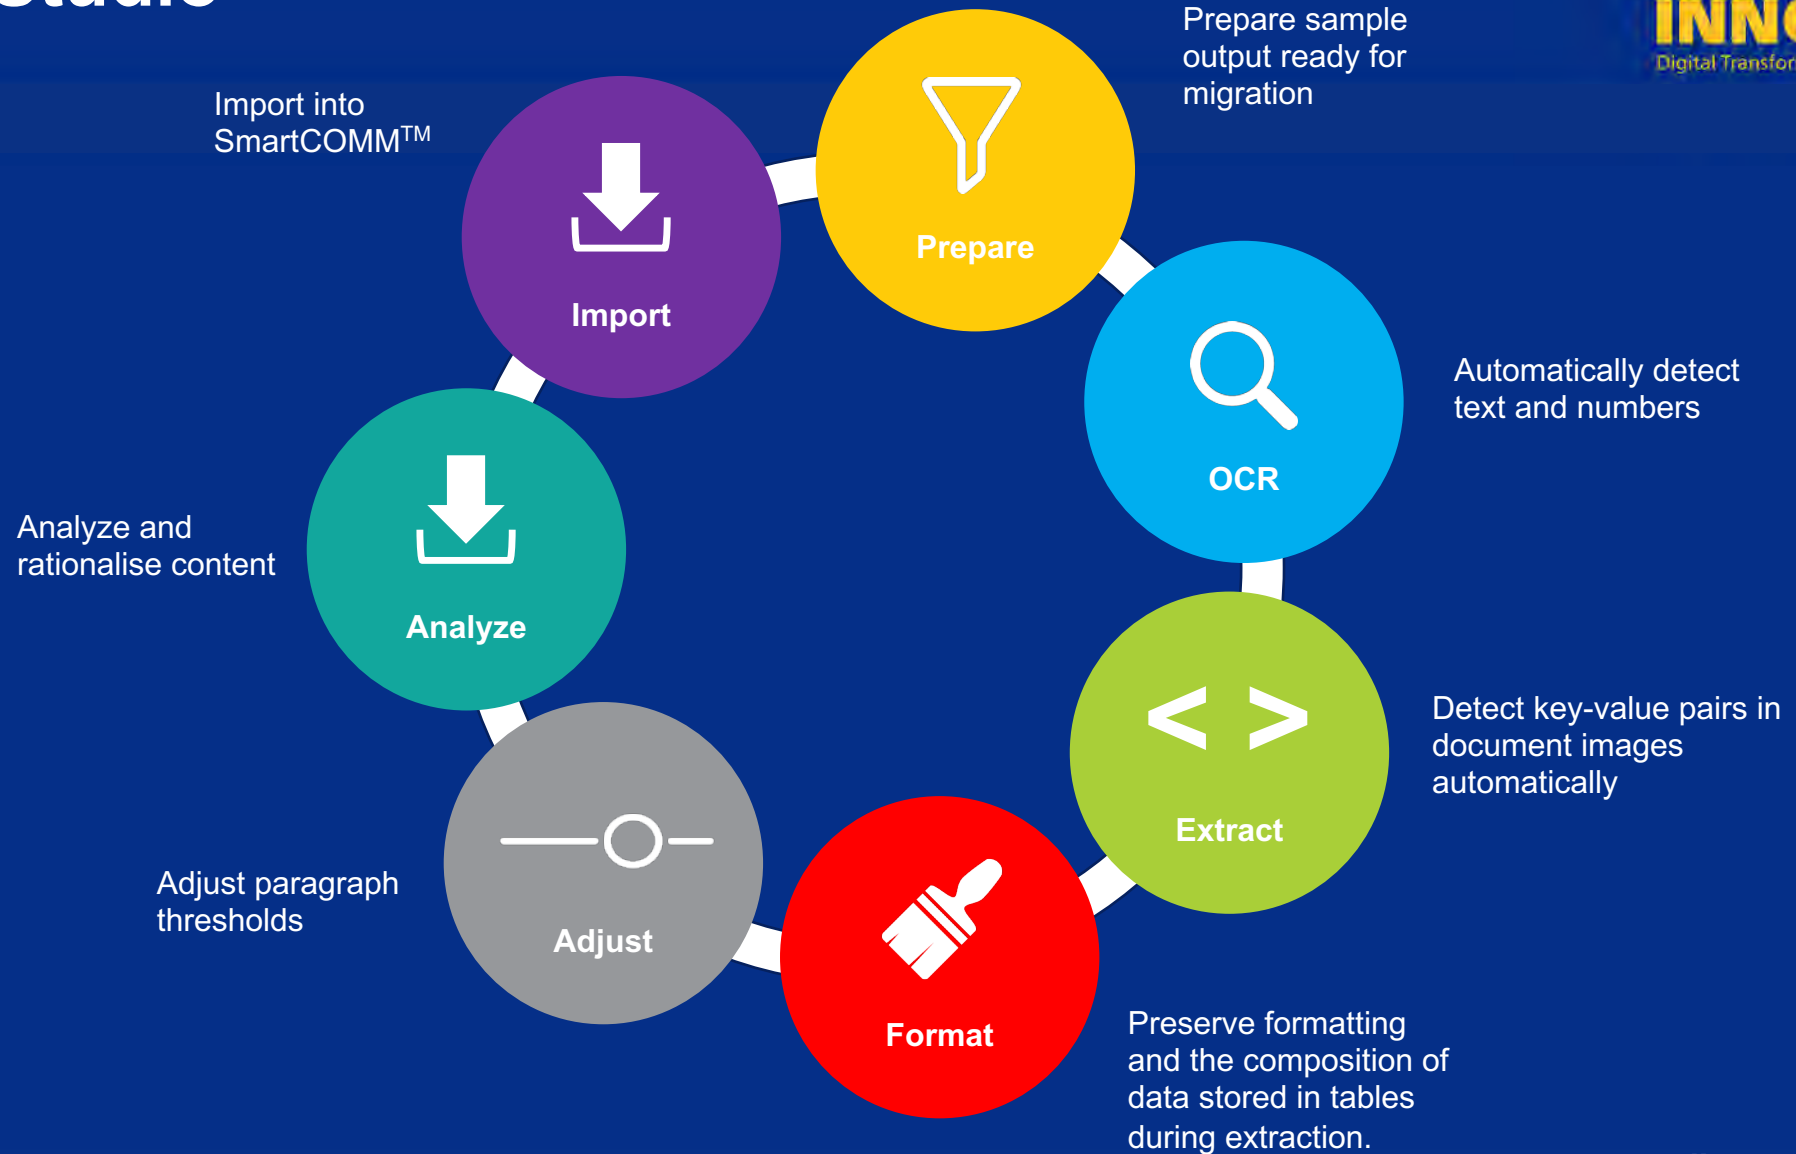 Studio
Prepare sample
output ready for
migration
Digital Transfor
Import into
SmartCOMM™
Prepare
Import
Automatically detect
text and numbers
OCR
Analyze and
rationalise content
Analyze
Detect key-value pairs in
document images
automatically
< >
Extract
Adjust paragraph
thresholds
Adjust
Format
Preserve formatting
and the composition of
data stored in tables
during extraction.